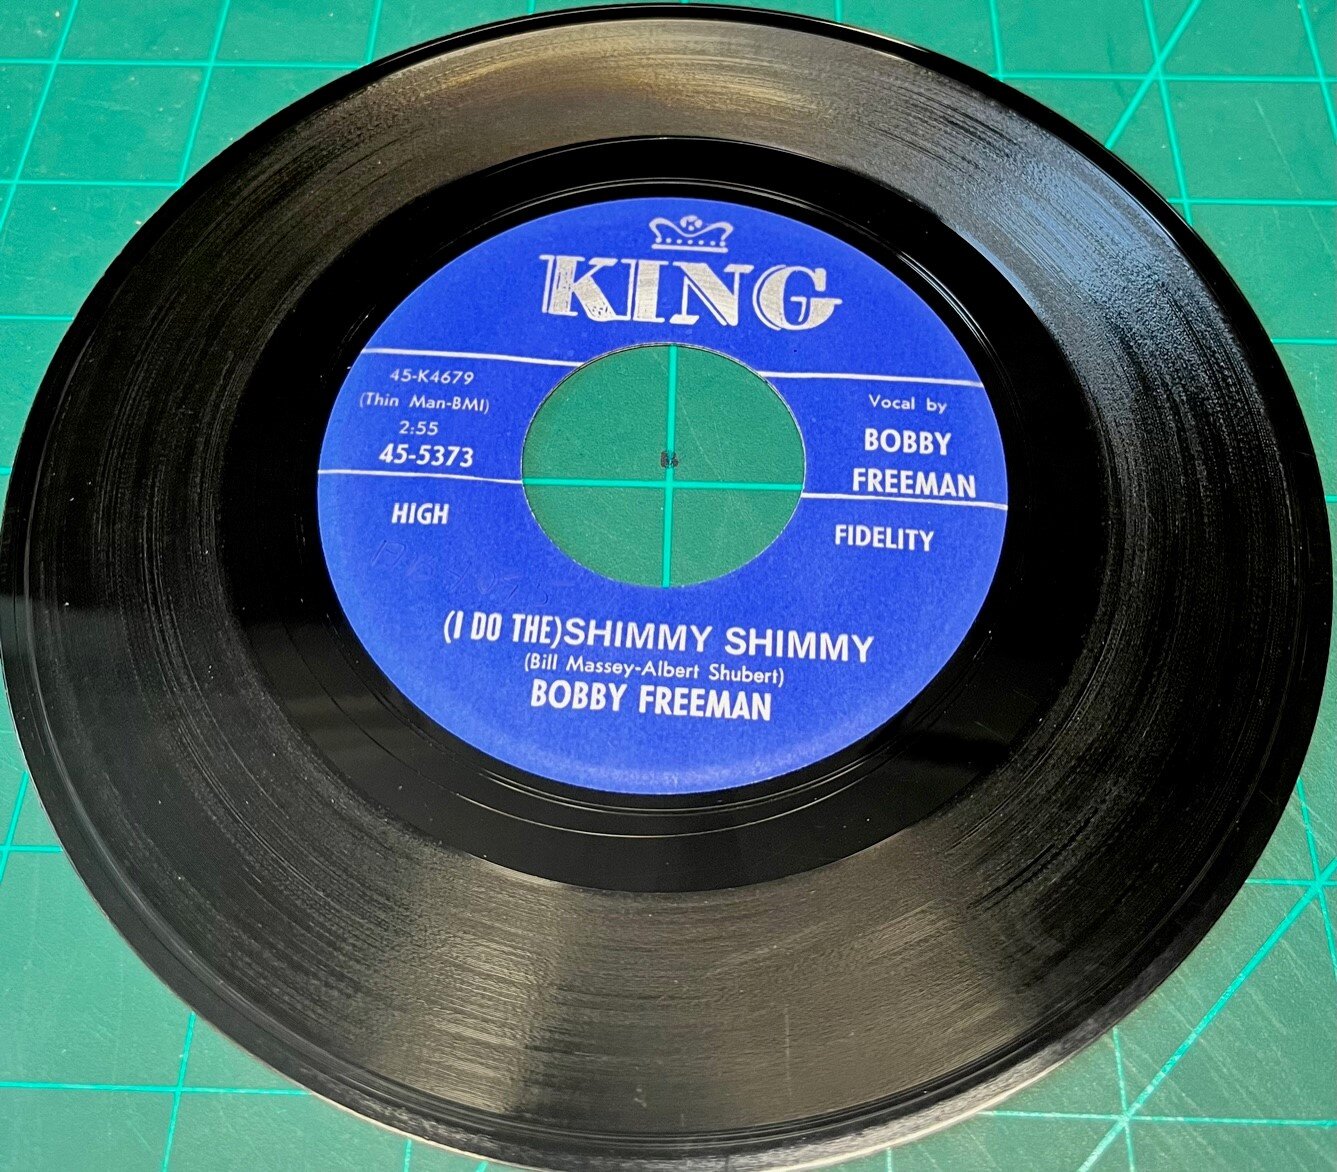 K
KING
45-K4679
(Thin Man-BMI)
2:55
45-5373
Vocal by
BOBBY
FREEMAN
HIGH
FIDELITY
(I DO THE)SHIMMY SHIMMY
(Bill Massey-Albert Shubert)
BOBBY FREEMAN